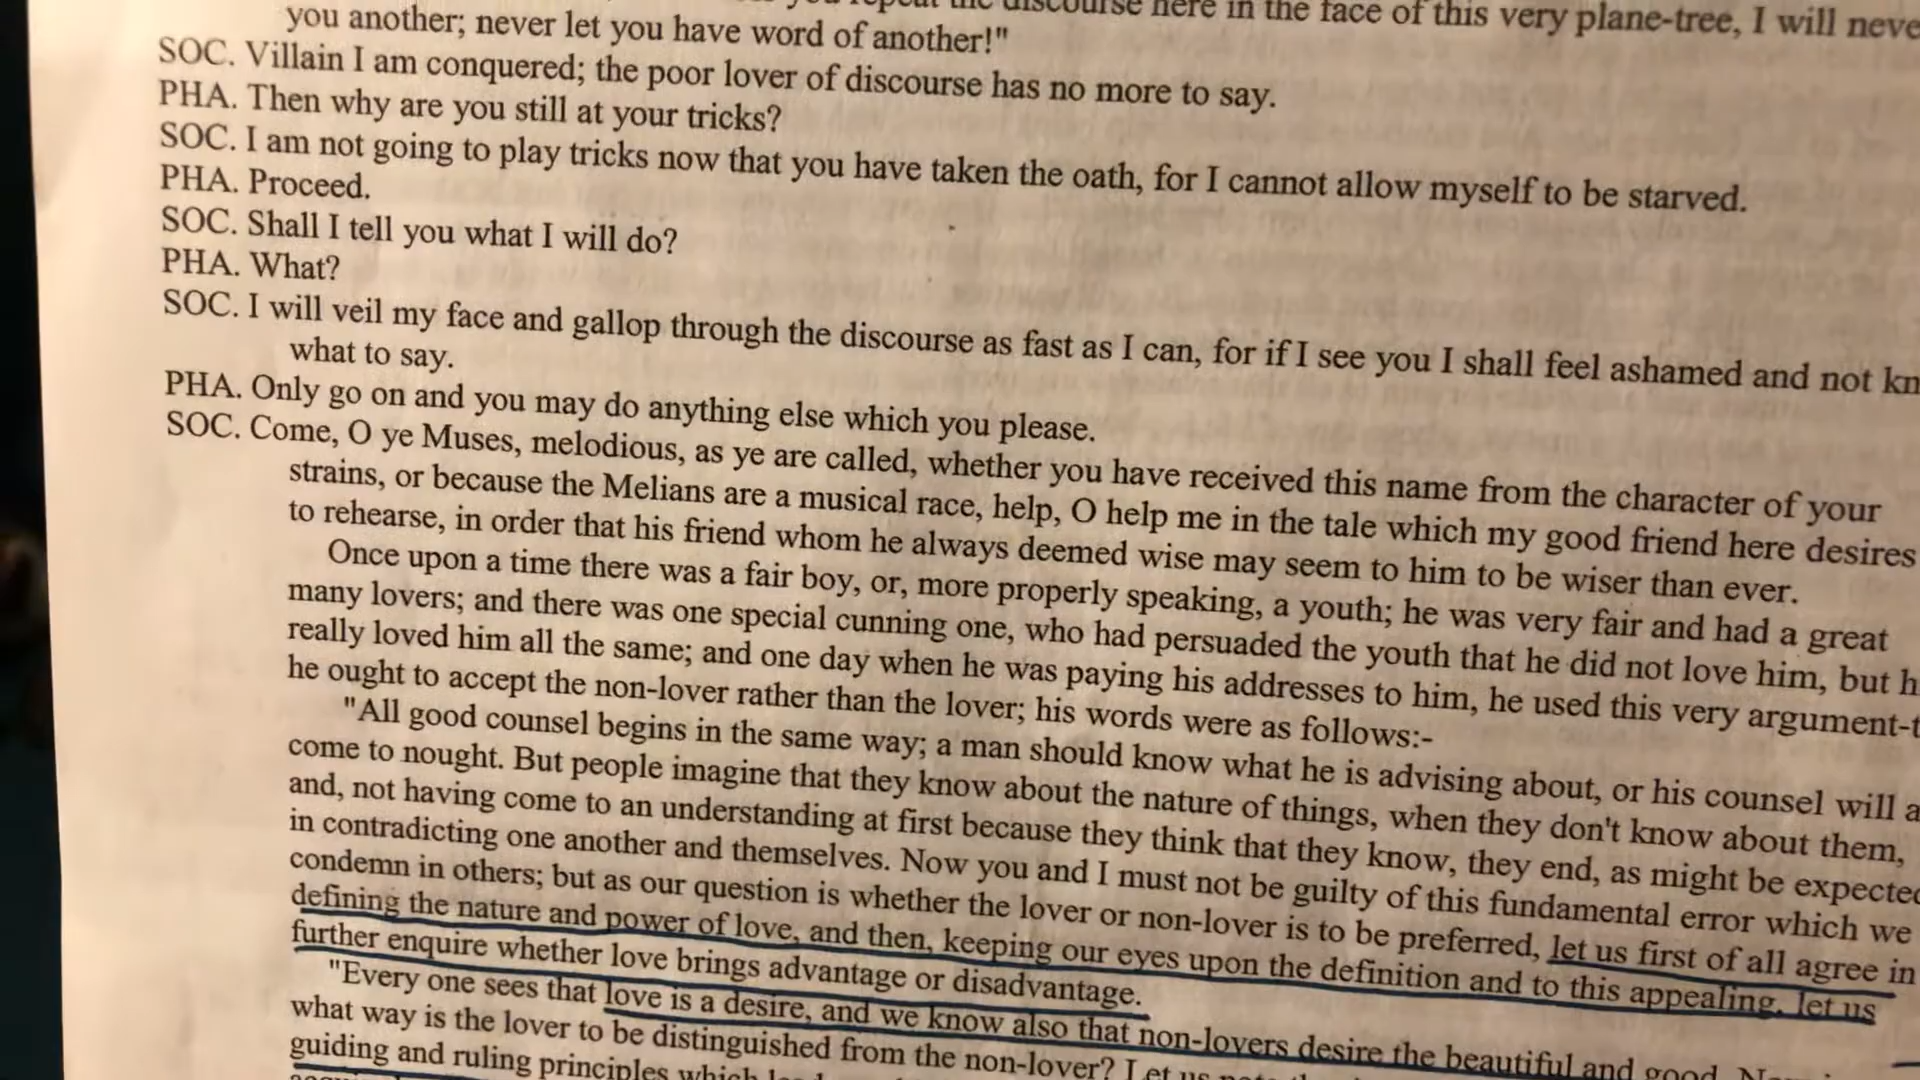 discourse here in the face of this very plane-tree, I will neve
you another; never let you have word of another!"
SOC. Villain I am conquered; the poor lover of discourse has no more to say.
PHA. Then why are you still at your tricks?
SOC. I am not going to play tricks now that you have taken the oath, for I cannot allow myself to be starved.
PHA. Proceed.
SOC. Shall I tell you what I will do?
PHA. What?
SOC. I will veil my face and gallop through the discourse as fast as I can, for if I see you I shall feel ashamed and not kn
what to say.
PHA. Only go on and you may do anything else which you please.
SOC. Come, O ye Muses, melodious, as ye are called, whether you have received this name from the character of your
strains, or because the Melians are a musical race, help, O help me in the tale which my good friend here desires
to rehearse, in order that his friend whom he always deemed wise may seem to him to be wiser than ever.
Once upon a time there was a fair boy, or, more properly speaking, a youth; he was very fair and had a great
many lovers; and there was one special cunning one, who had persuaded the youth that he did not love him, but h
really loved him all the same; and one day when he was paying his addresses to him, he used this very argument-t
he ought to accept the non-lover rather than the lover; his words were as follows:-
"All good counsel begins in the same way; a man should know what he is advising about, or his counsel will a
come to nought. But people imagine that they know about the nature of things, when they don't know about them,
and, not having come to an understanding at first because they think that they know, they end, as might be expected
in contradicting one another and themselves. Now you and I must not be guilty of this fundamental error which we
condemn in others; but as our question is whether the lover or non-lover is to be preferred, let us first of all agree in
defining the nature and power of love, and then, keeping our eyes upon the definition and to this appealing, let us
further enquire whether love brings advantage or disadvantage.
"Every one sees that love is a desire, and we know also that non-lovers desire the beautiful and good.
what way is the lover to be distinguished from the non-lover? Let us
guiding and ruling principles which